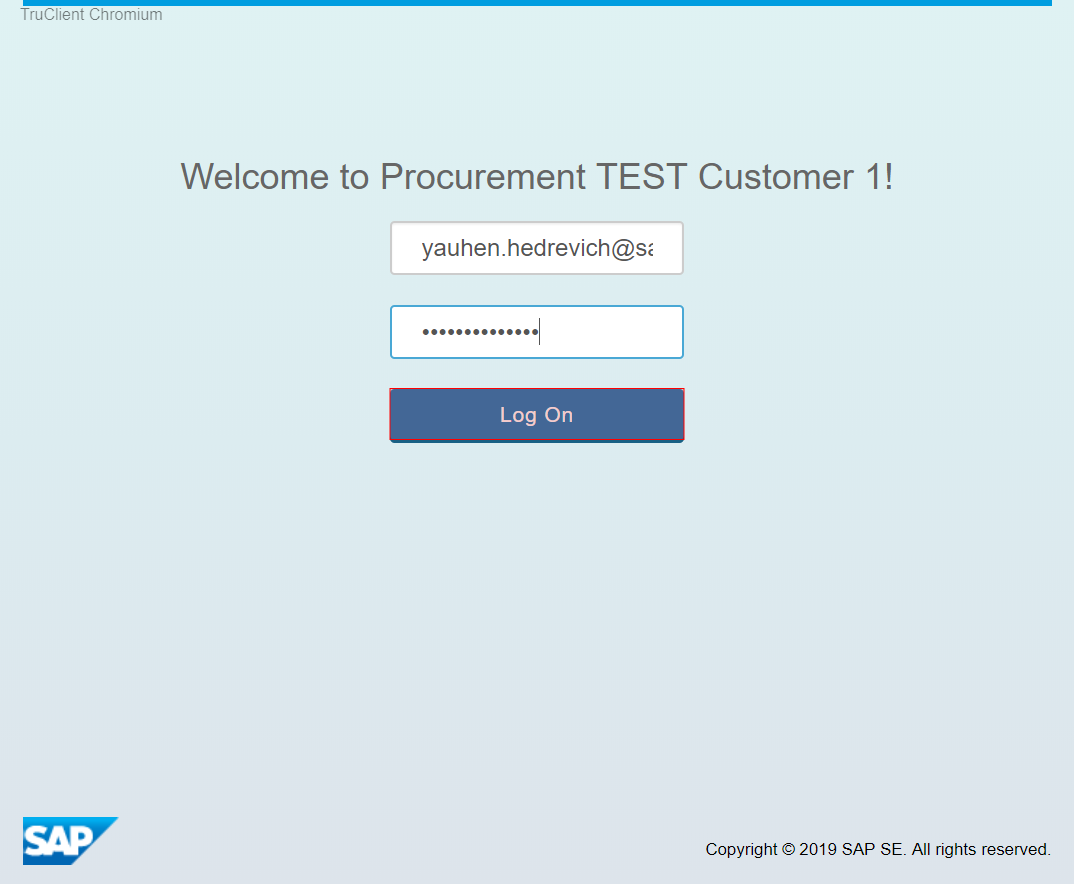 TruClient Chromium
Welcome to Procurement TEST Customer 1!
yauhen.hedrevich@sa
••••••••••••••
Log On
SAP
Copyright © 2019 SAP SE. All rights reserved.